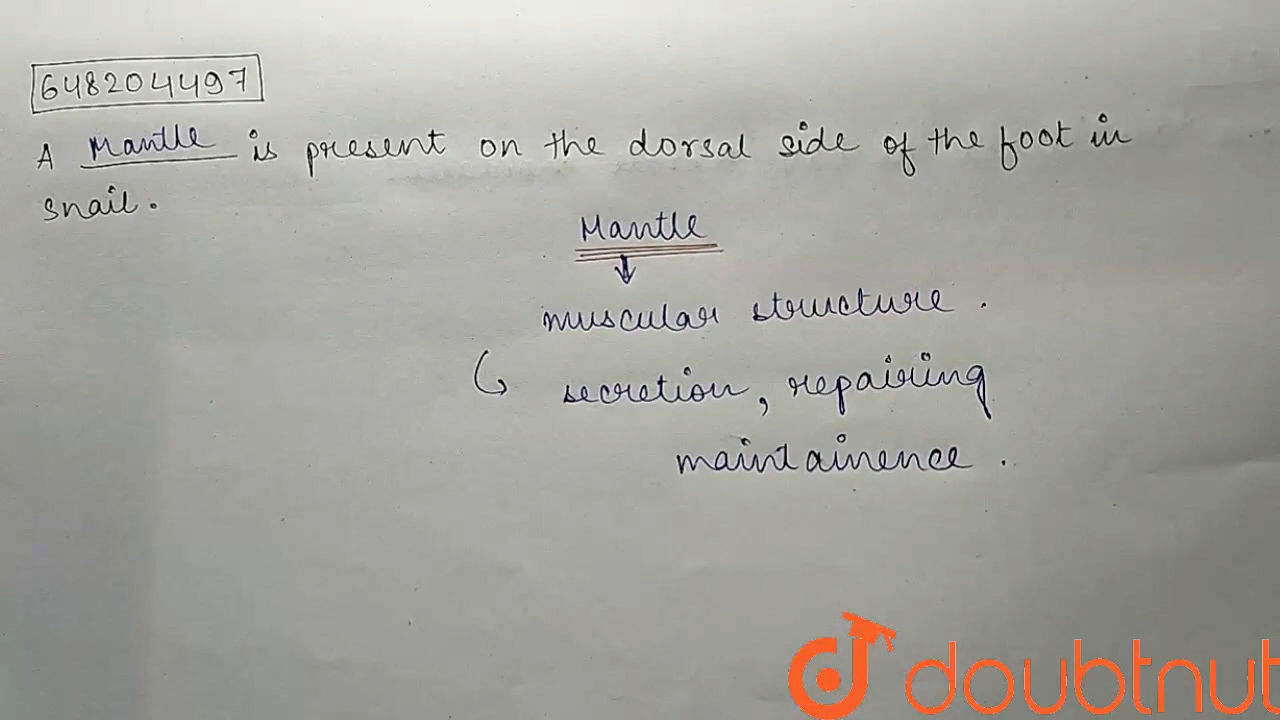 648204497
A Mantle is present on the dorsal side of the foot in
snail.
Mantle
muscular structure.
secretion, repairing
maintainence.
doubtnut